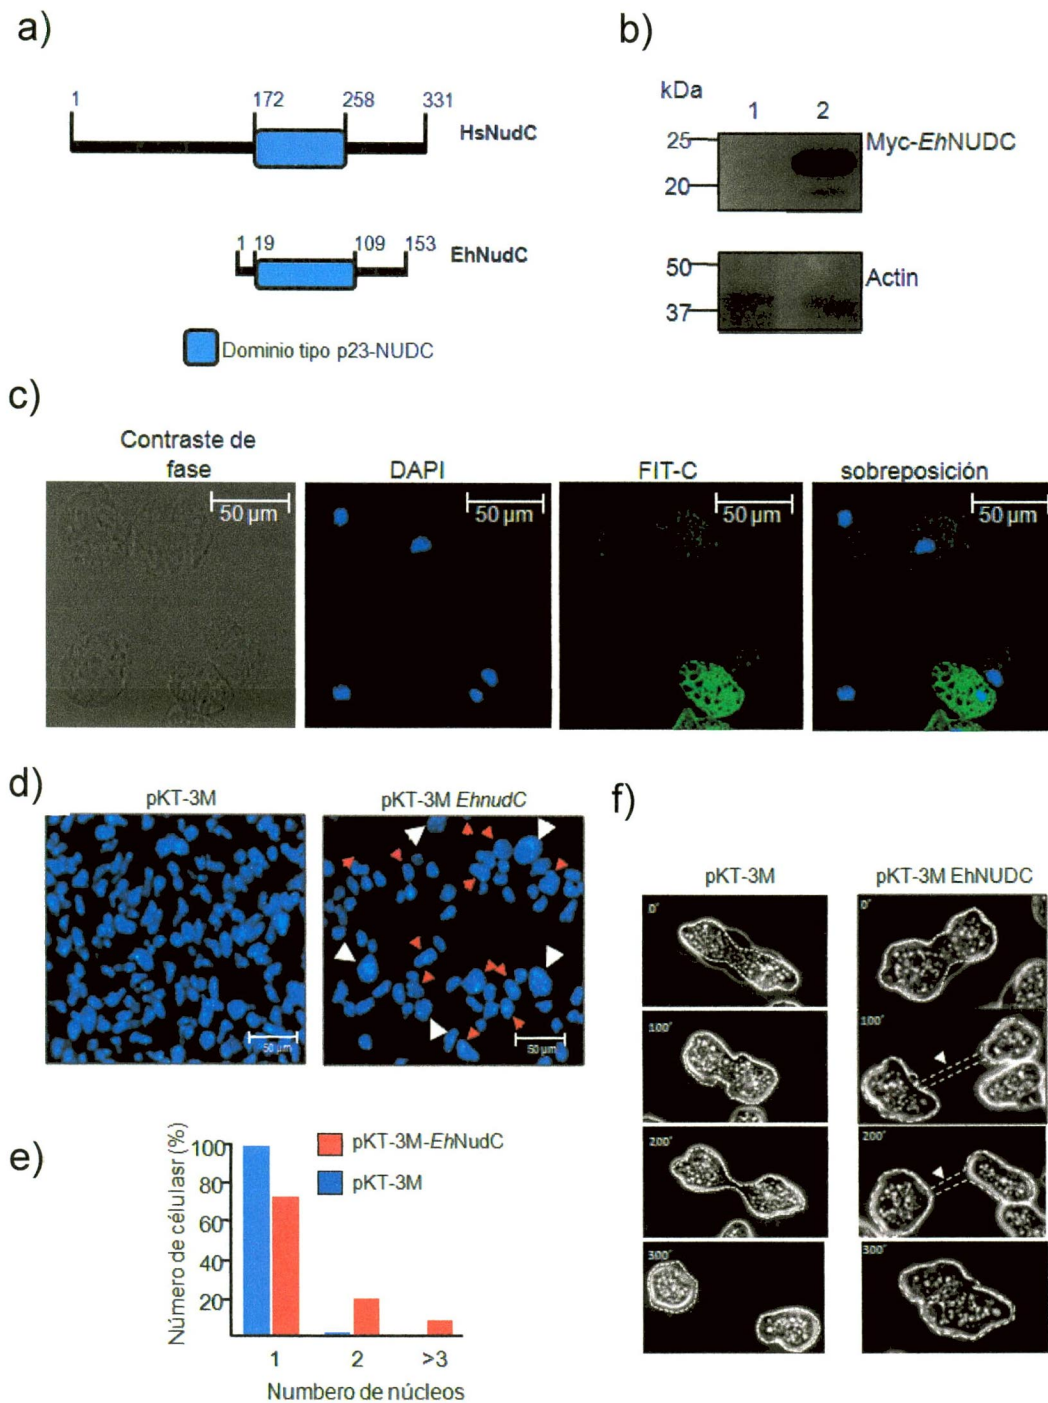 a)
1 172 258 331
HsNudC
1 19 109 153
EhNudC
Dominio tipo p23-NUDC
b)
kDa
1 2
25
Myc-EhNUDC
20
50
Actin
37
c)
Contraste de
fase
DAPI
FIT-C
sobreposición
50 µm
50 µm
50 µm
50 µm
d)
pKT-3M
pKT-3M EhnudC
50 µm
50 µm
e)
Número de célulasr (%)
100
80
60
40
20
1 2 >3
Numbero de núcleos
pKT-3M-EhNudC
pKT-3M
f)
pKT-3M
pKT-3M EhNUDC
0'
0'
100'
100'
200'
200'
300'
300'